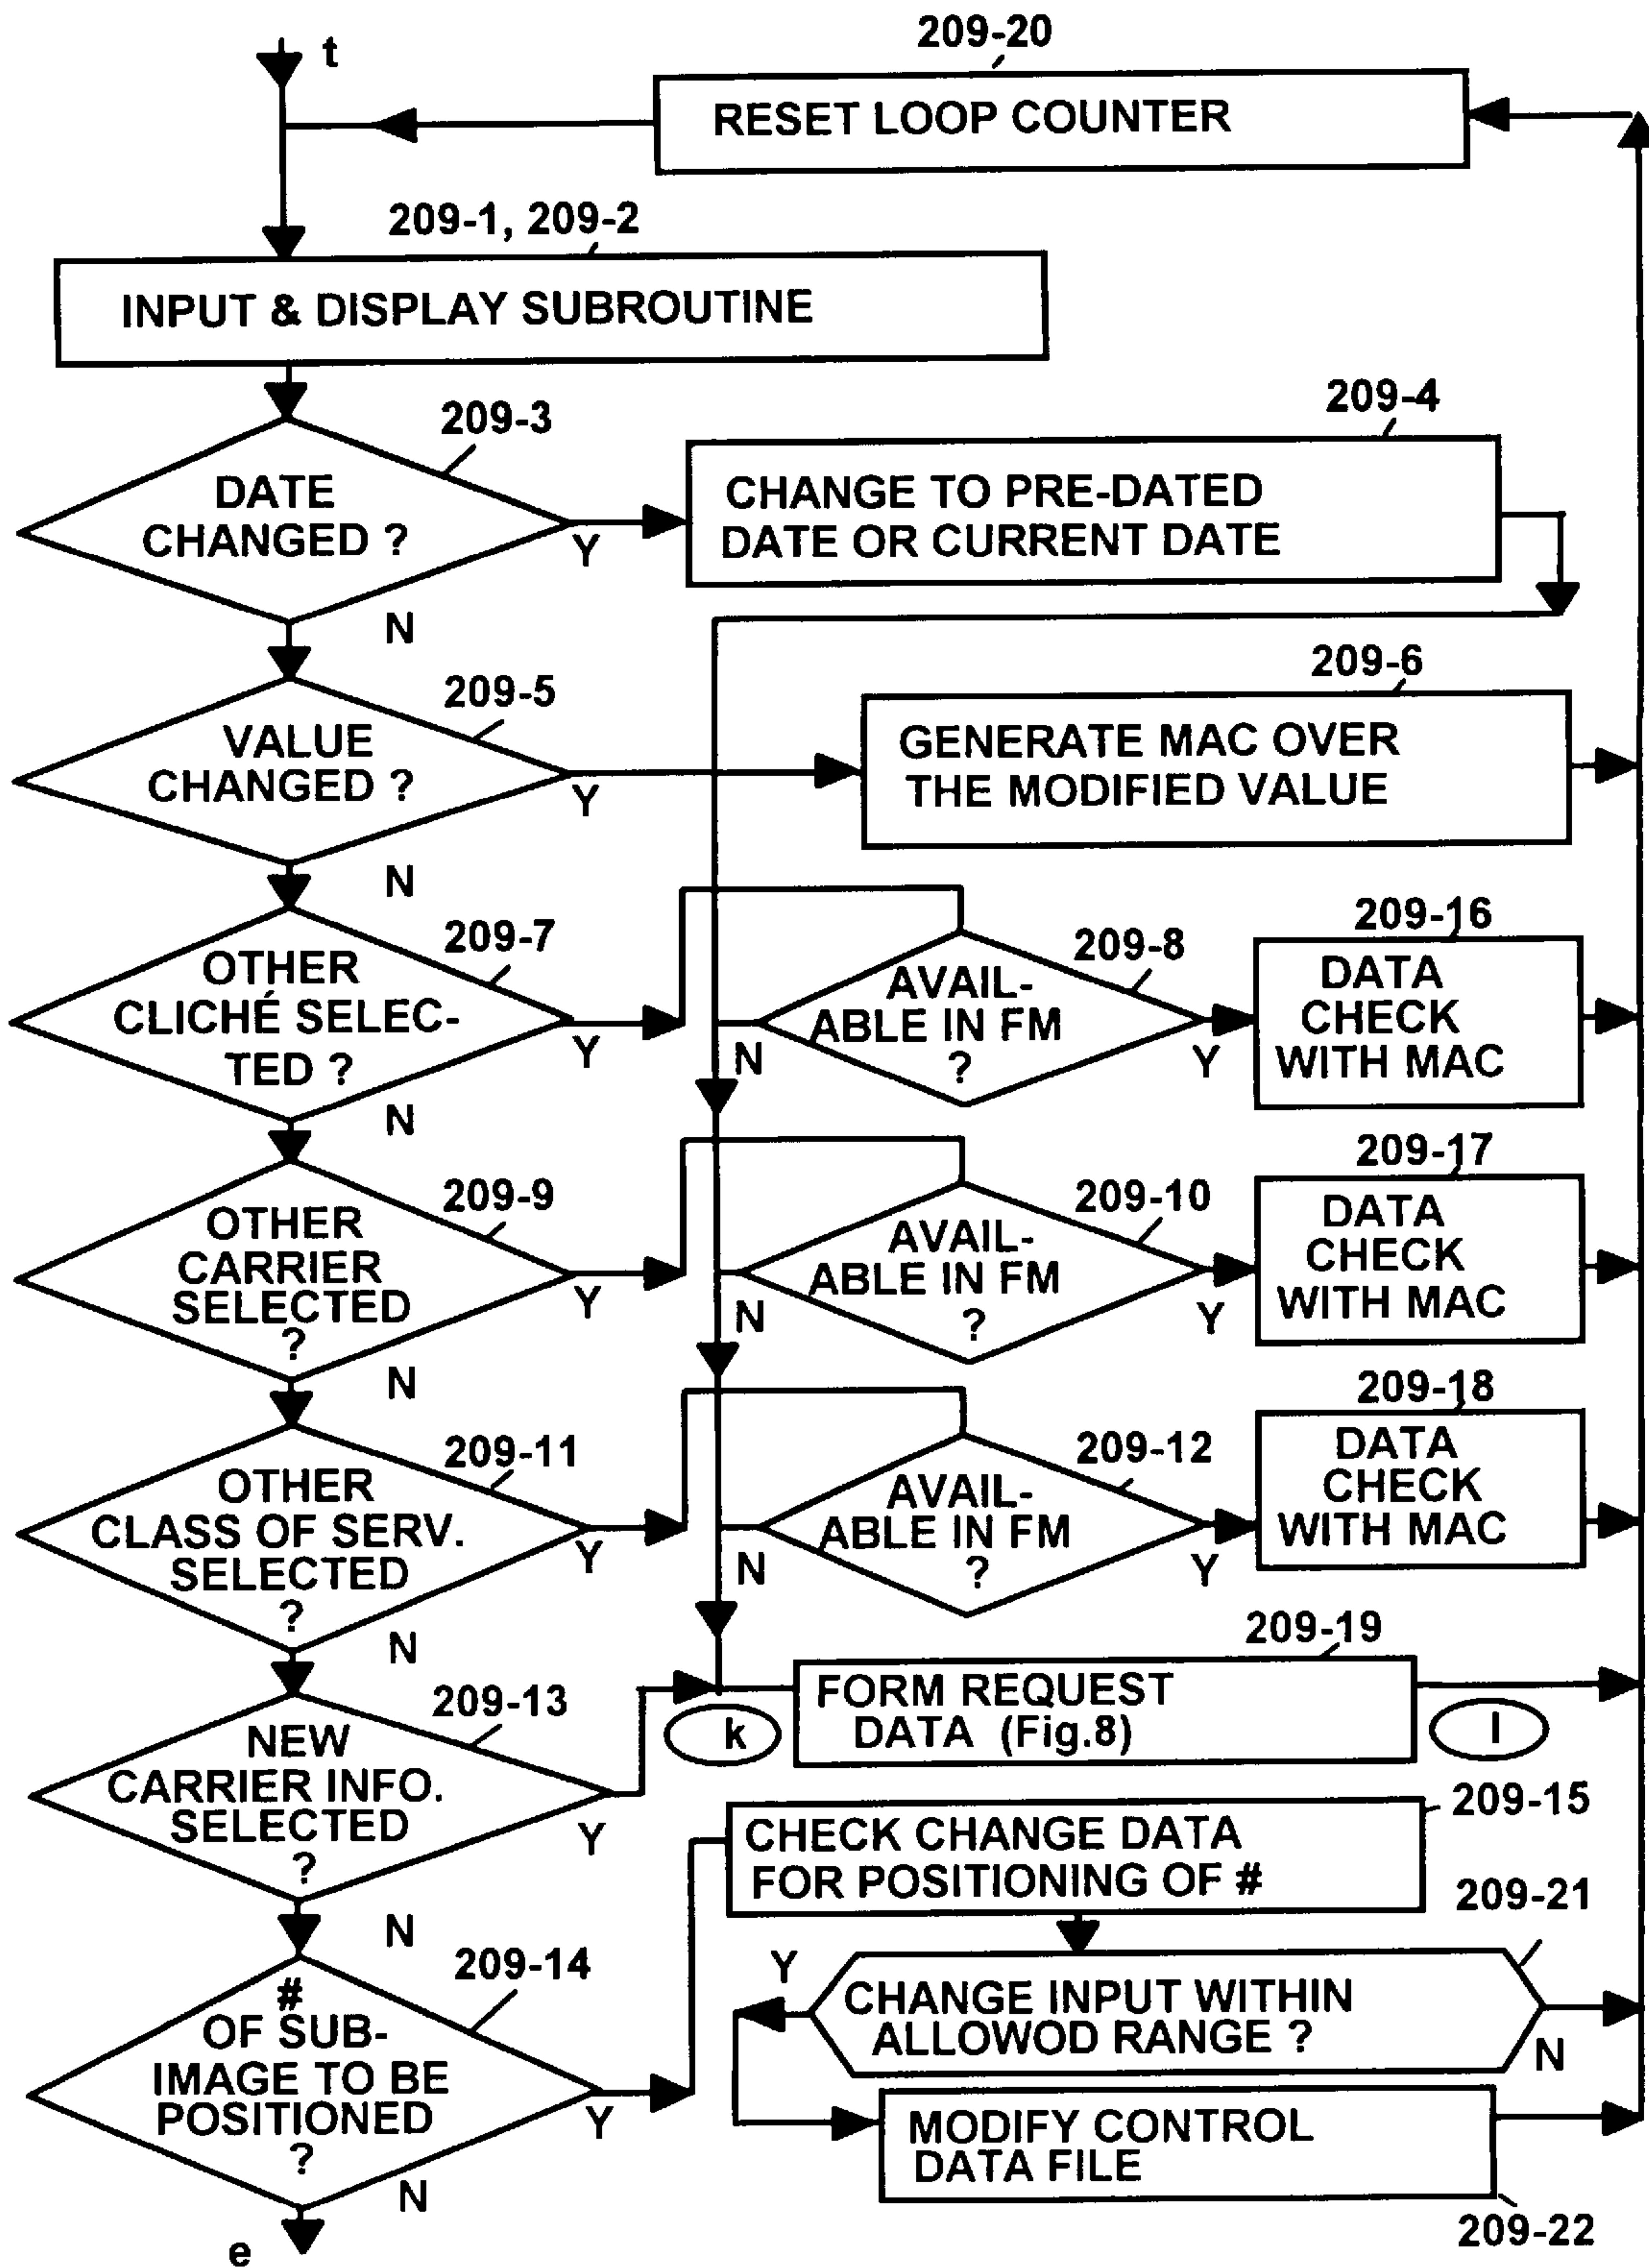 t
209-20
RESET LOOP COUNTER
209-1, 209-2
INPUT & DISPLAY SUBROUTINE
209-3
DATE
CHANGED ?
Y
N
209-4
CHANGE TO PRE-DATED
DATE OR CURRENT DATE
209-5
VALUE
CHANGED ?
Y
N
209-6
GENERATE MAC OVER
THE MODIFIED VALUE
209-7
OTHER
CLICHÉ SELEC-
TED ?
Y
N
209-8
AVAIL-
ABLE IN FM
?
N
Y
209-16
DATA
CHECK
WITH MAC
209-9
OTHER
CARRIER
SELECTED
?
Y
N
209-10
AVAIL-
ABLE IN FM
?
N
Y
209-17
DATA
CHECK
WITH MAC
209-11
OTHER
CLASS OF SERV.
SELECTED
?
Y
N
209-12
AVAIL-
ABLE IN FM
?
N
Y
209-18
DATA
CHECK
WITH MAC
209-13
NEW
CARRIER INFO.
SELECTED
?
Y
N
k
209-19
FORM REQUEST
DATA (Fig.8)
l
209-14
#
OF SUB-
IMAGE TO BE
POSITIONED
?
Y
N
209-15
CHECK CHANGE DATA
FOR POSITIONING OF #
209-21
Y
CHANGE INPUT WITHIN
ALLOWOD RANGE ?
N
MODIFY CONTROL
DATA FILE
209-22
e